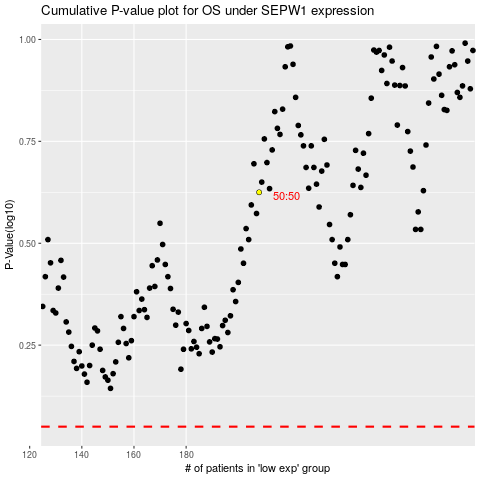 Cumulative P-value plot for OS under SEPW1 expression
1.00
0.75
0.50
0.25
P-Value(log10)
50:50
120 140 160 180
# of patients in 'low exp' group